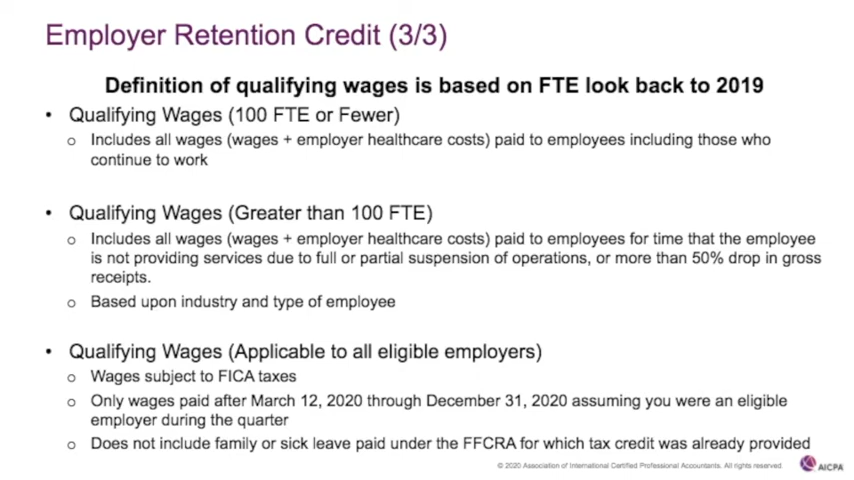 Employer Retention Credit (3/3)
Definition of qualifying wages is based on FTE look back to 2019
• Qualifying Wages (100 FTE or Fewer)
o Includes all wages (wages + employer healthcare costs) paid to employees including those who
continue to work
• Qualifying Wages (Greater than 100 FTE)
o Includes all wages (wages + employer healthcare costs) paid to employees for time that the employee
is not providing services due to full or partial suspension of operations, or more than 50% drop in gross
receipts.
o Based upon industry and type of employee
• Qualifying Wages (Applicable to all eligible employers)
o Wages subject to FICA taxes
o Only wages paid after March 12, 2020 through December 31, 2020 assuming you were an eligible
employer during the quarter
o Does not include family or sick leave paid under the FFCRA for which tax credit was already provided
© 2020 Association of International Certified Professional Accountants. All rights reserved.
AICPA